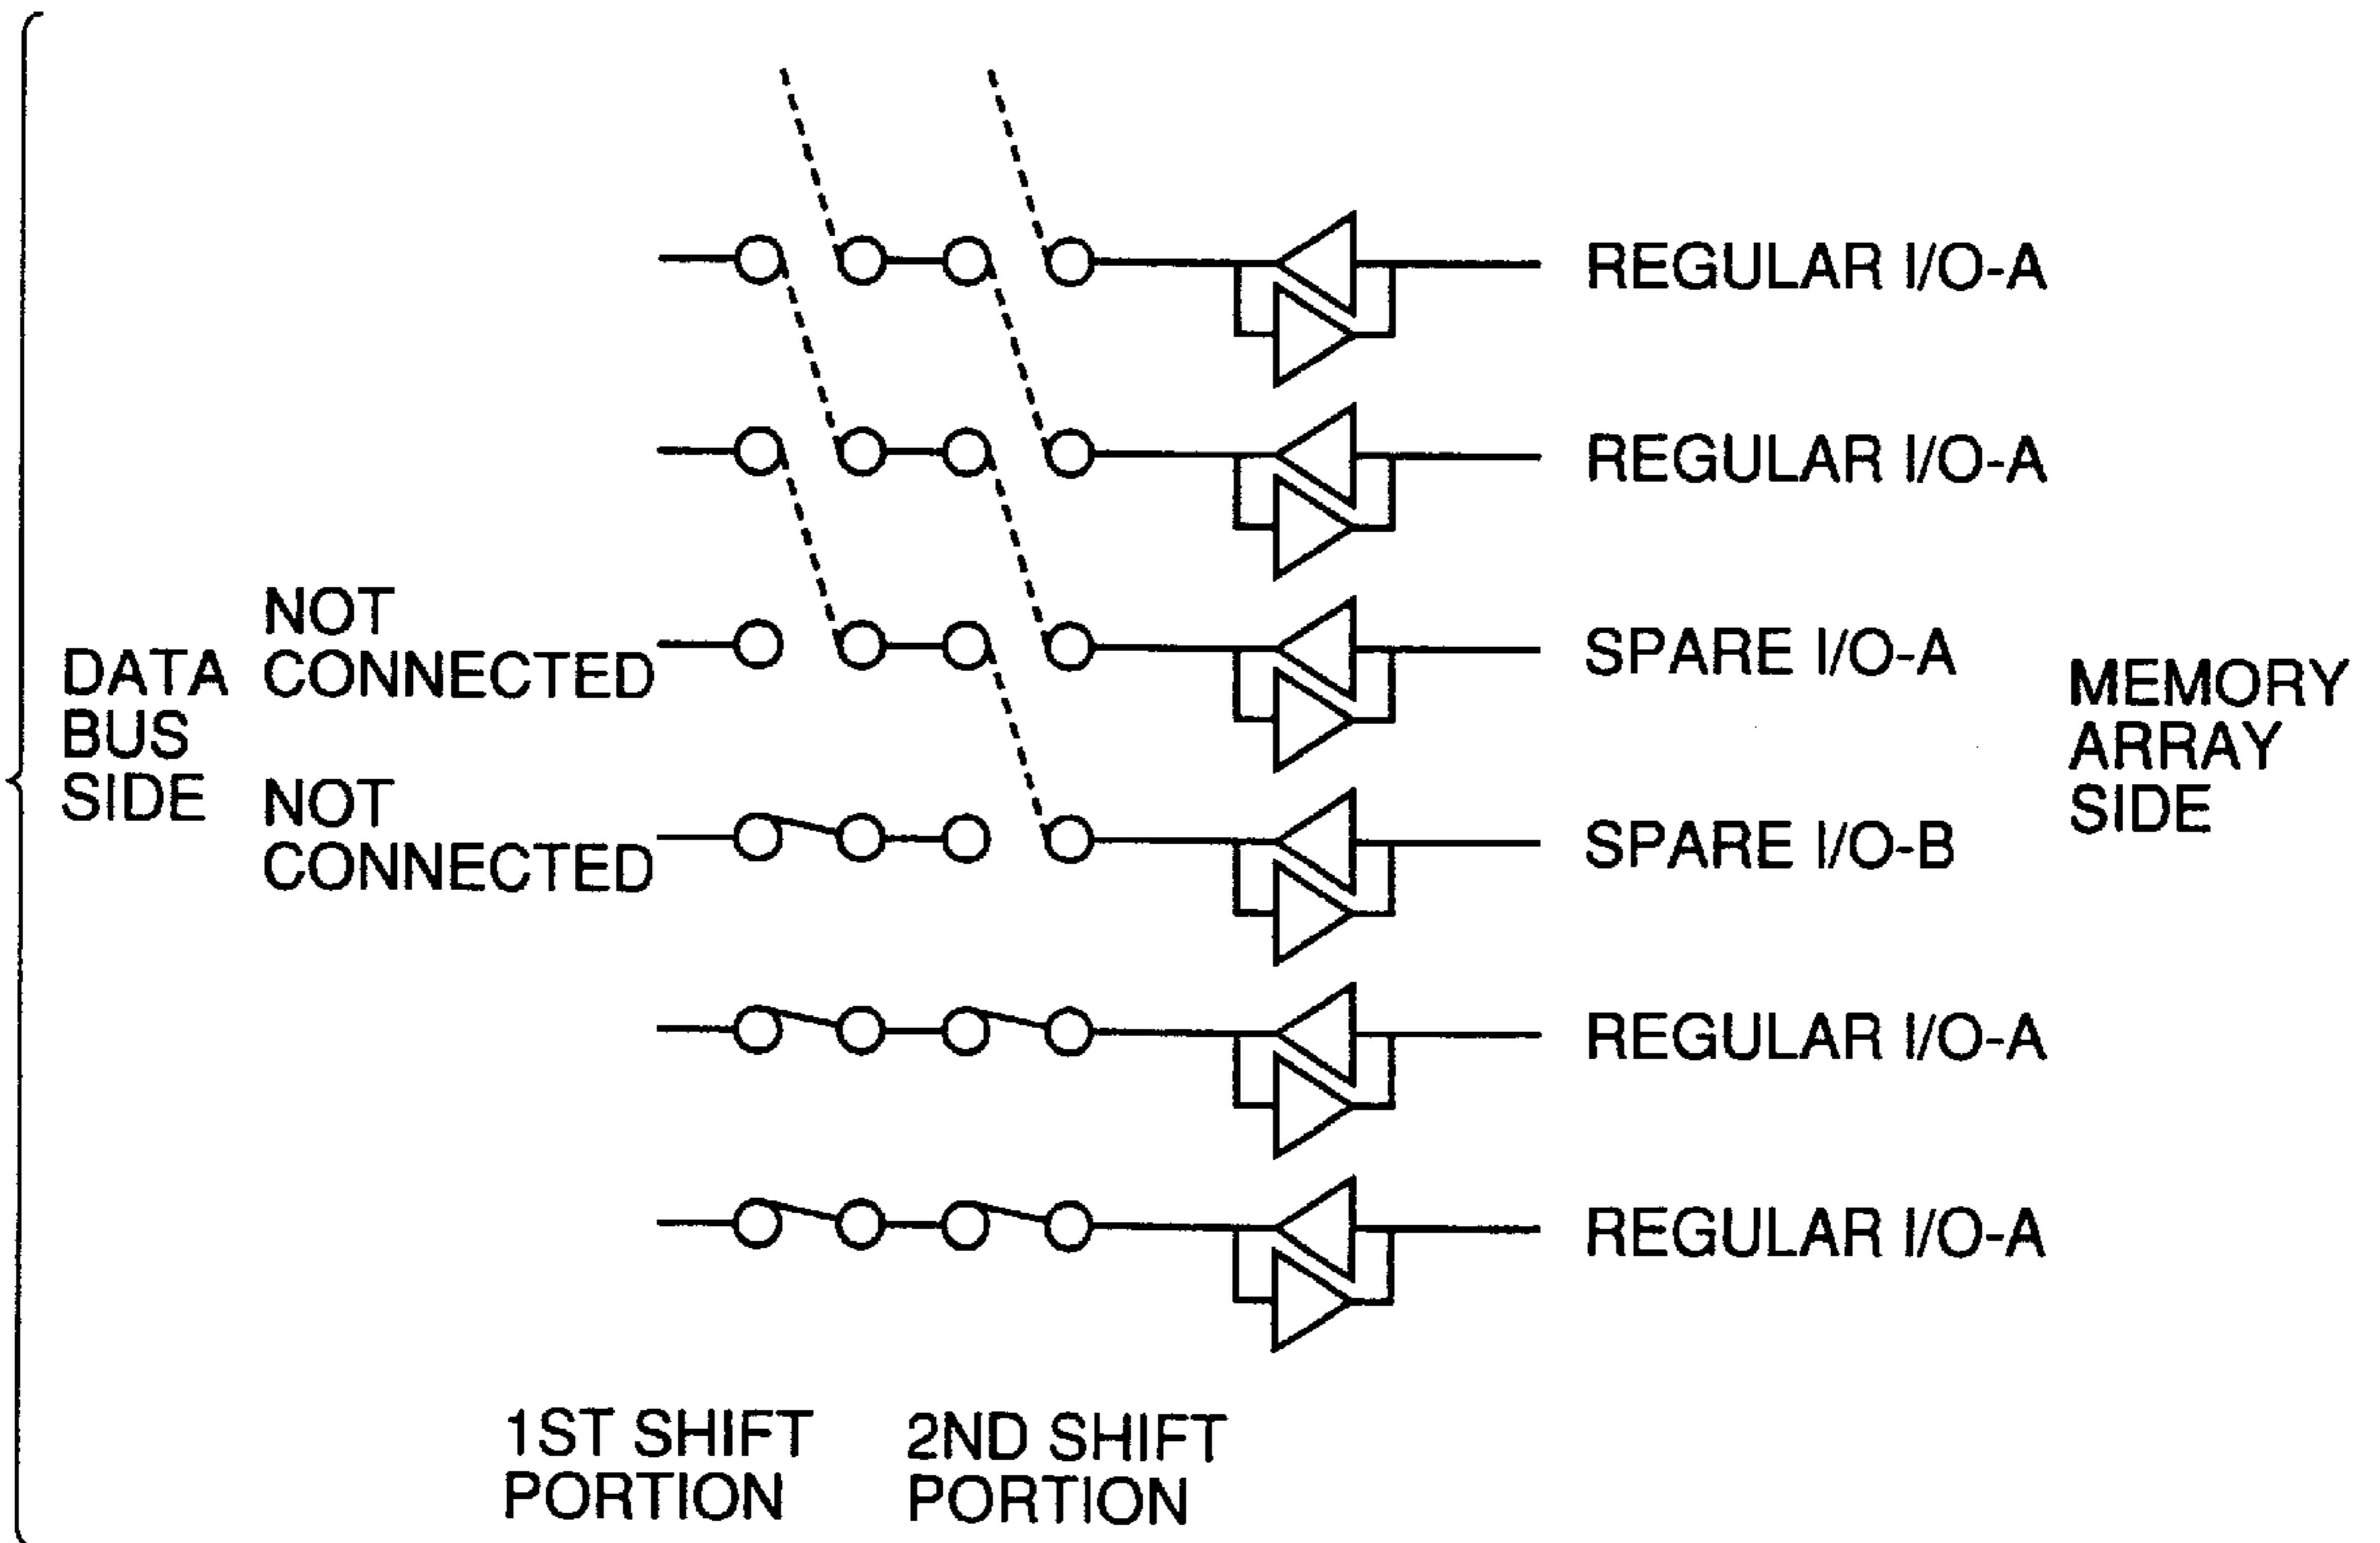 REGULAR I/O-A
REGULAR I/O-A
NOT
CONNECTED
SPARE I/O-A
DATA
BUS
SIDE
MEMORY
ARRAY
SIDE
NOT
CONNECTED
SPARE I/O-B
REGULAR I/O-A
REGULAR I/O-A
1ST SHIFT
PORTION
2ND SHIFT
PORTION